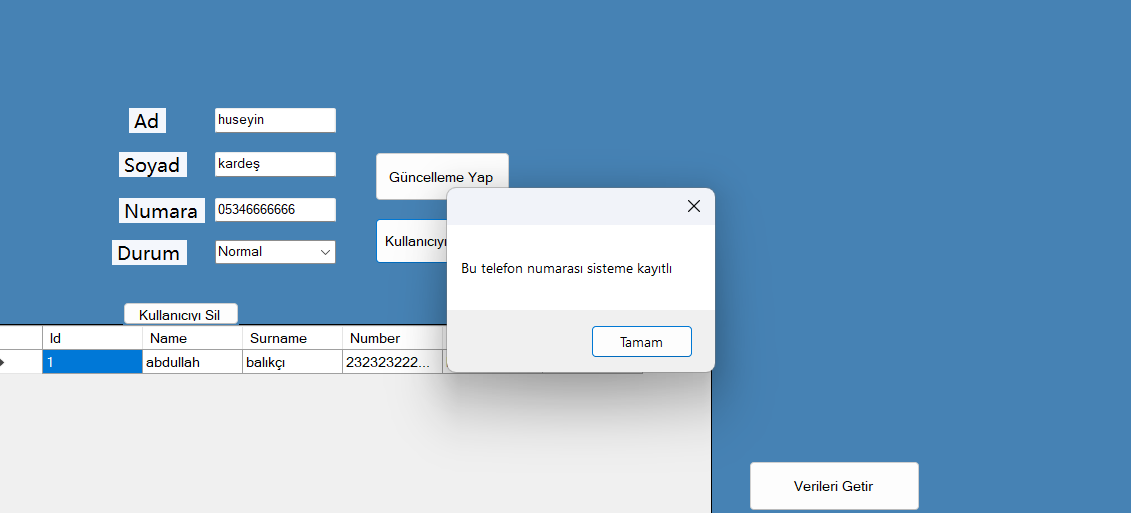 Ad
huseyin
Soyad
kardeş
Güncelleme Yap
Numara
05346666666
Durum
Normal
Kullanıcıyı
Bu telefon numarası sisteme kayıtlı
Tamam
Kullanıcıyı Sil
Id Name Surname Number
1 abdullah balıkçı 232323222...
Verileri Getir